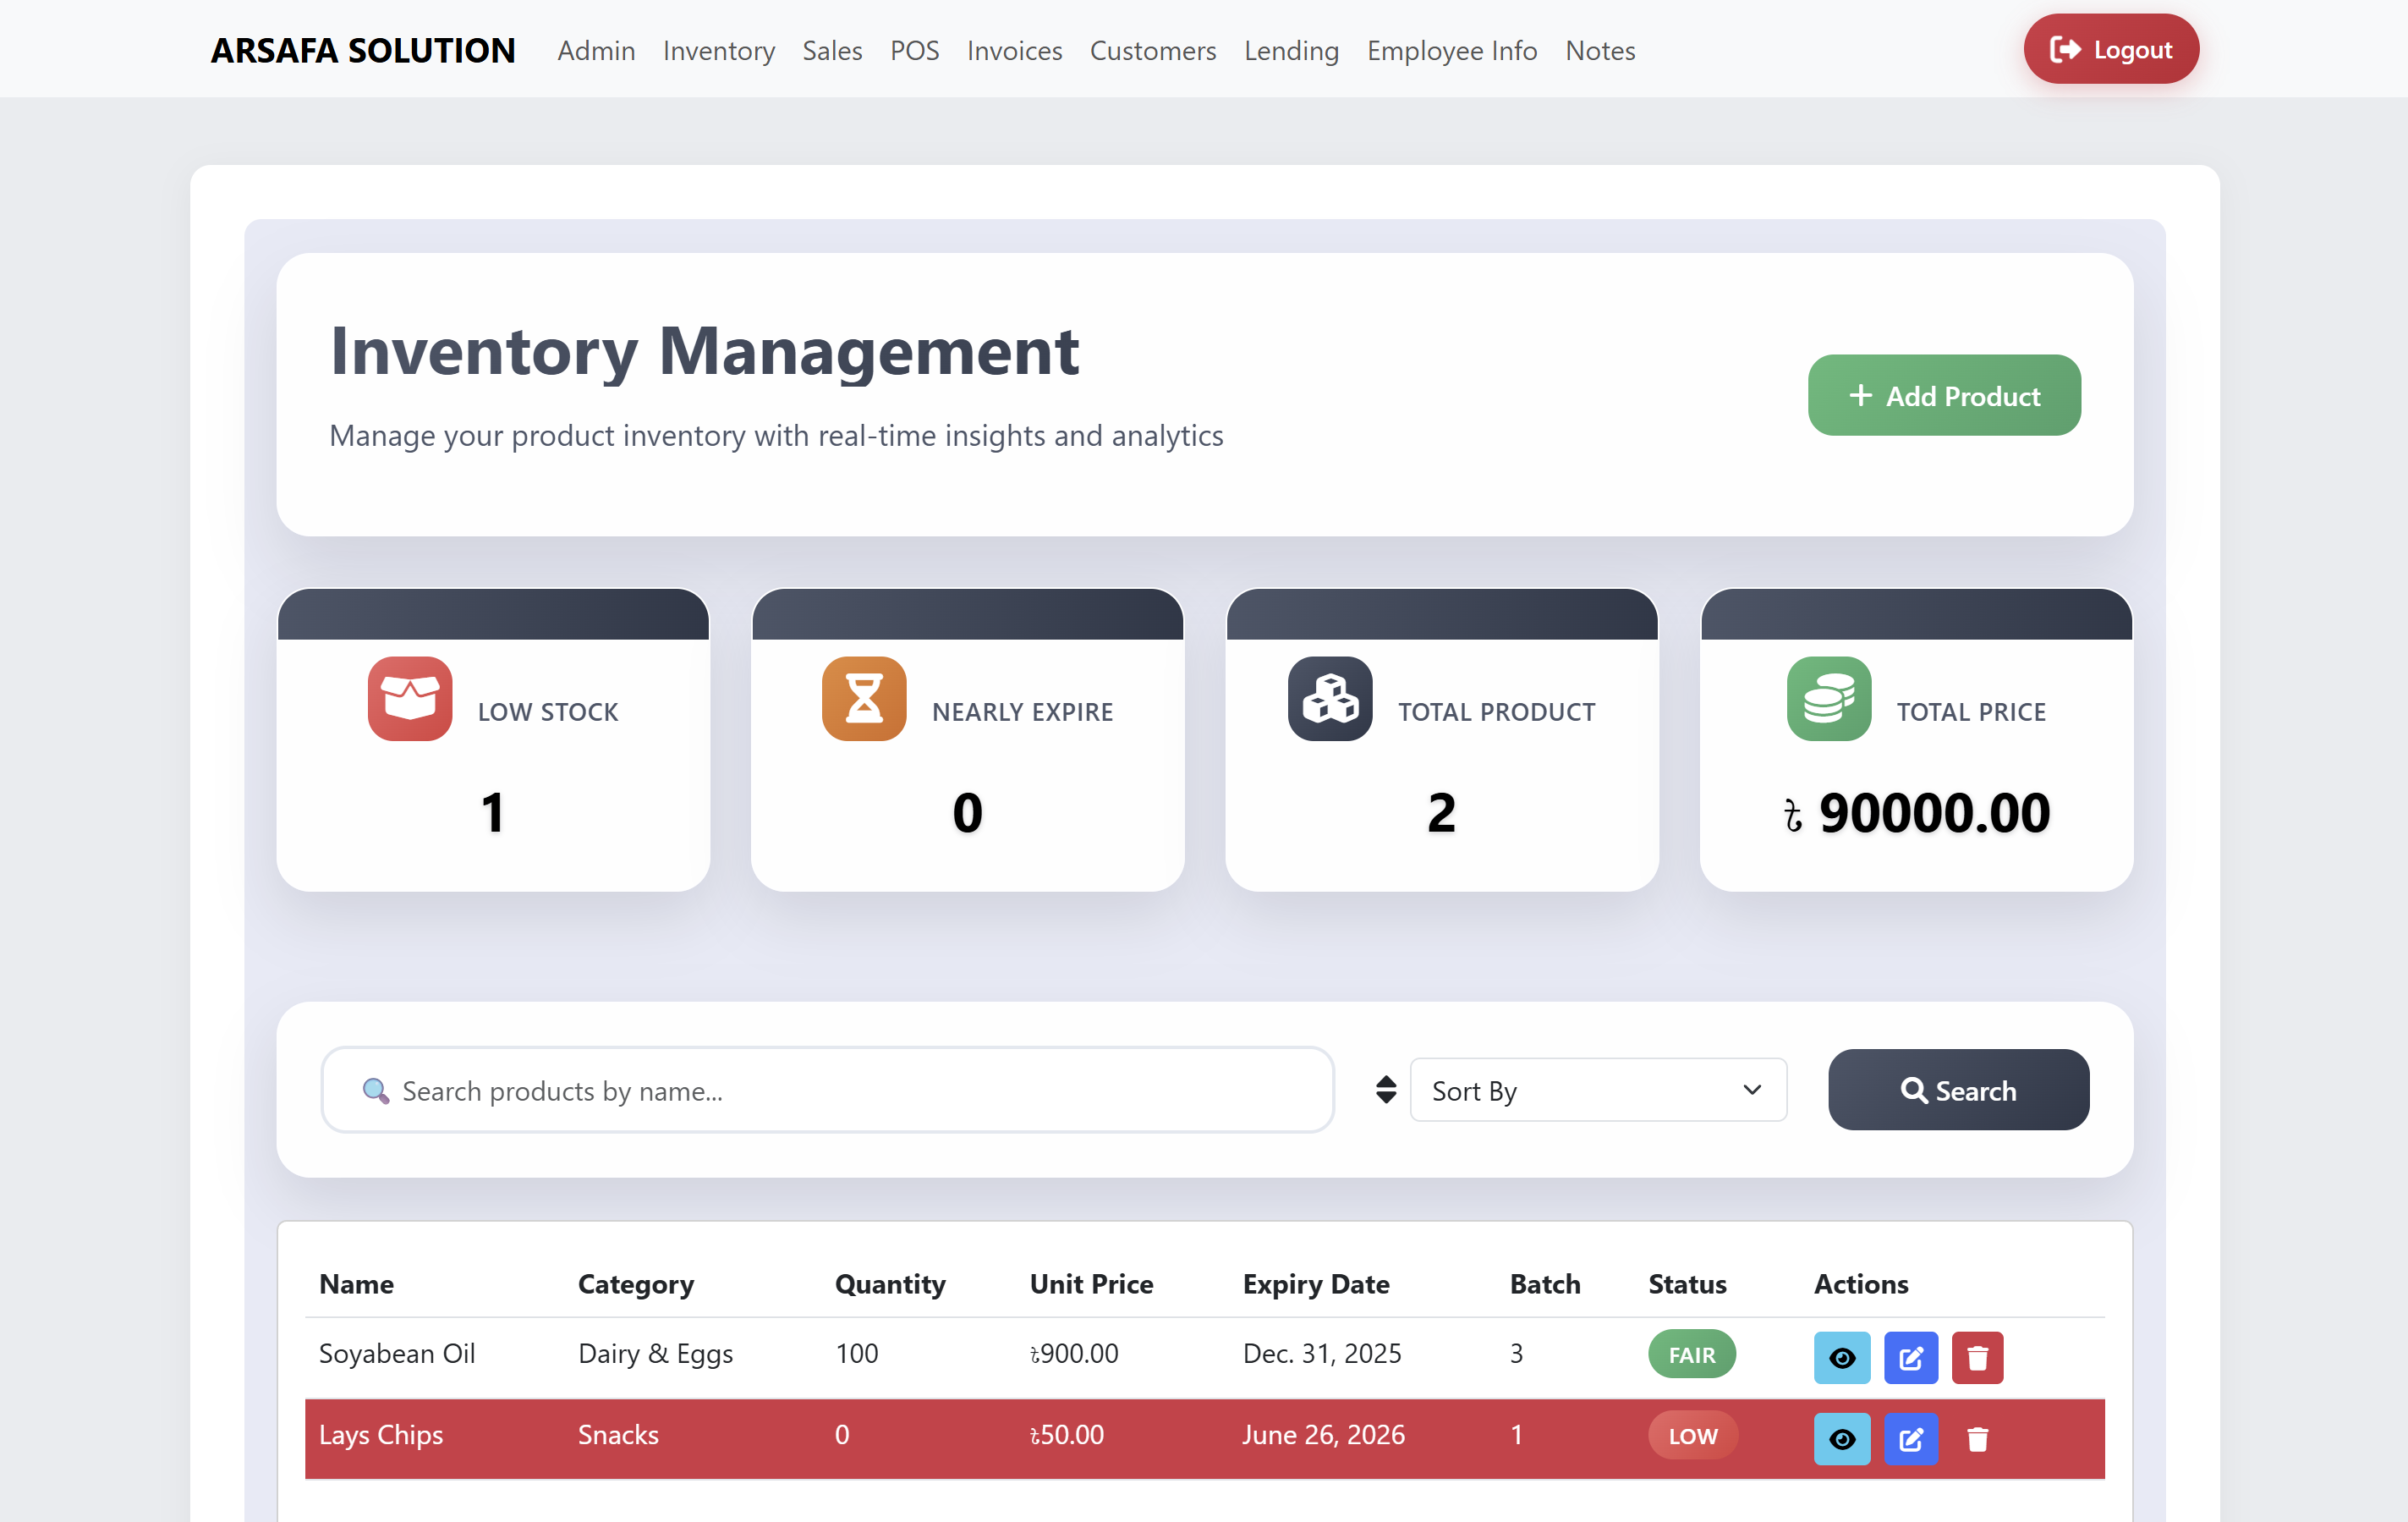 ARSAFA SOLUTION Admin Inventory Sales POS Invoices Customers Lending Employee Info Notes Logout
Inventory Management
Manage your product inventory with real-time insights and analytics
Add Product
LOW STOCK
1
NEARLY EXPIRE
0
TOTAL PRODUCT
2
TOTAL PRICE
৳ 90000.00
Search products by name... Sort By Search
Name Category Quantity Unit Price Expiry Date Batch Status Actions
Soyabean Oil Dairy & Eggs 100 ৳900.00 Dec. 31, 2025 3 FAIR
Lays Chips Snacks 0 ৳50.00 June 26, 2026 1 LOW